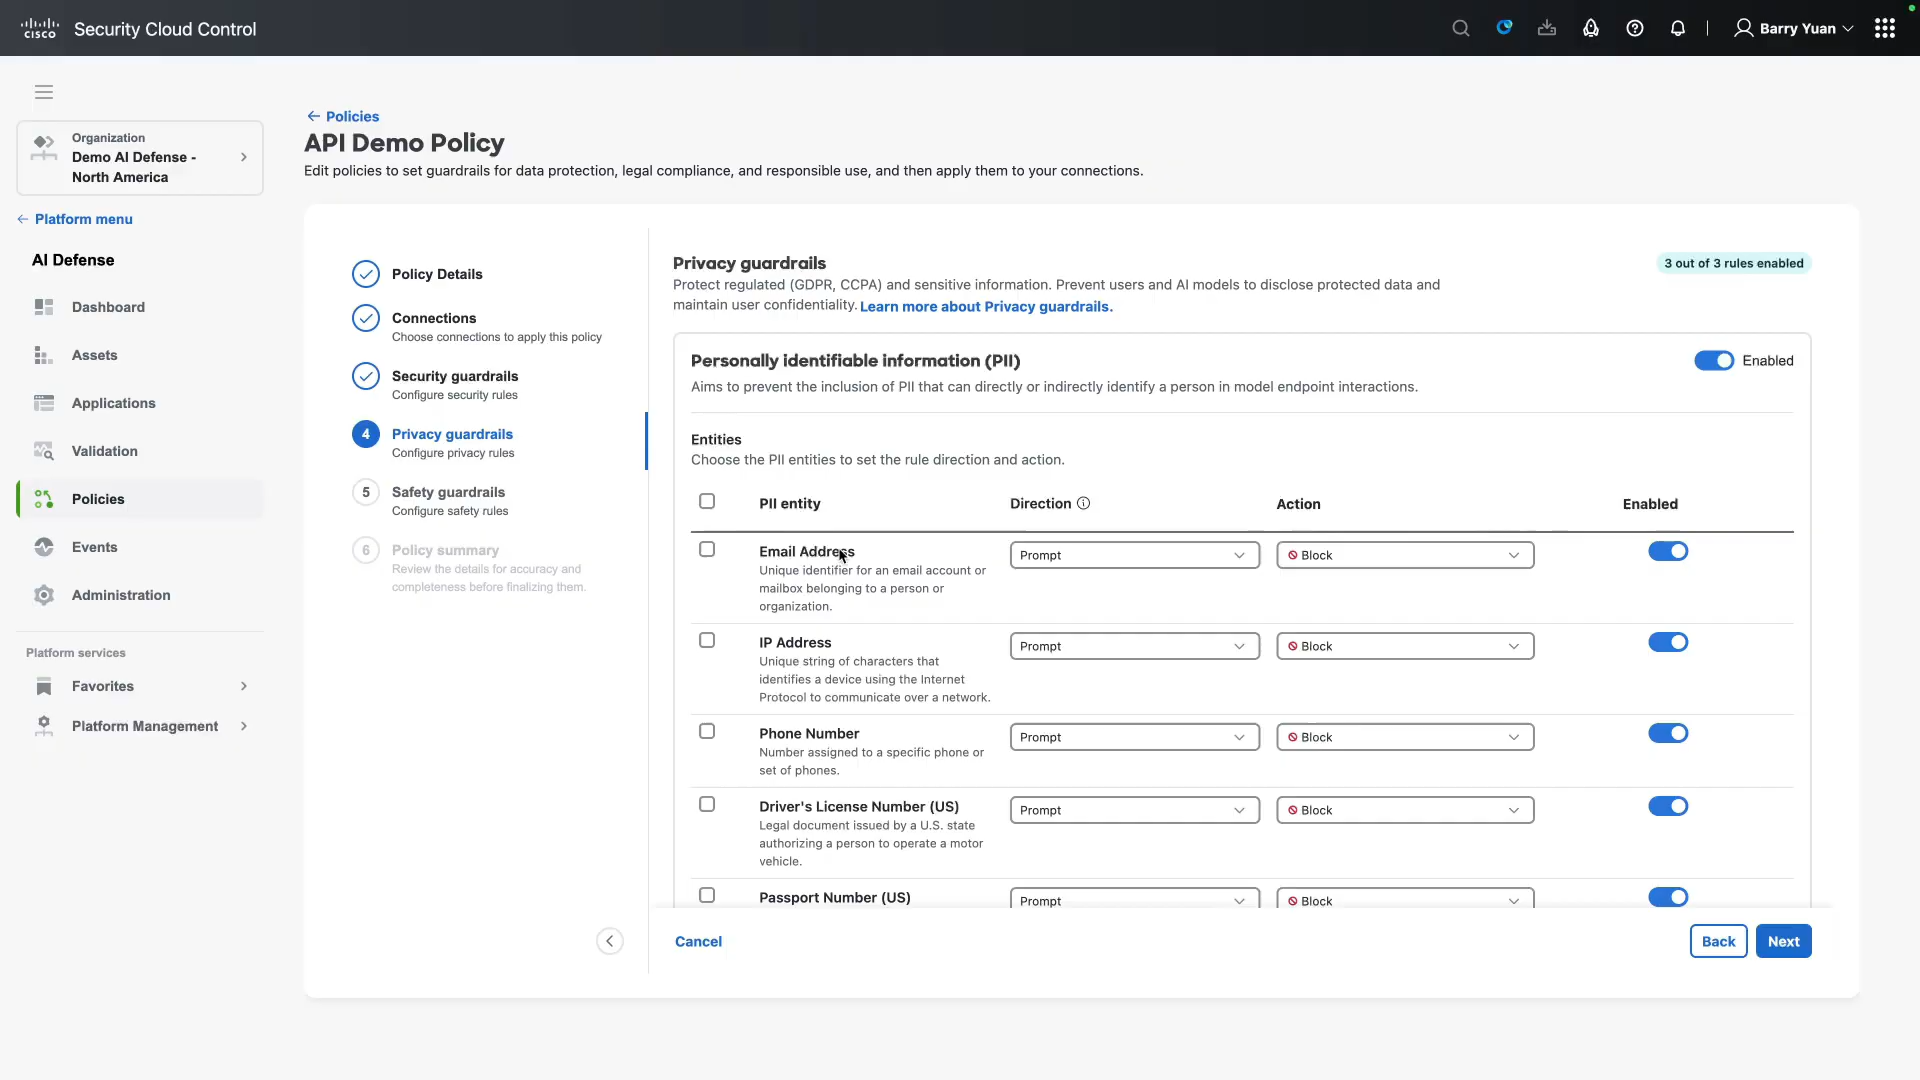 CISCO
Security Cloud Control
Barry Yuan
Organization
Demo AI Defense -
North America
Platform menu
AI Defense
Dashboard
Assets
Applications
Validation
Policies
Events
Administration
Platform services
Favorites
Platform Management
Policies
API Demo Policy
Edit policies to set guardrails for data protection, legal compliance, and responsible use, and then apply them to your connections.
Policy Details
Connections
Choose connections to apply this policy
Security guardrails
Configure security rules
4 Privacy guardrails
Configure privacy rules
5 Safety guardrails
Configure safety rules
6 Policy summary
Review the details for accuracy and
completeness before finalizing them.
Privacy guardrails
3 out of 3 rules enabled
Protect regulated (GDPR, CCPA) and sensitive information. Prevent users and AI models to disclose protected data and
maintain user confidentiality. Learn more about Privacy guardrails.
Personally identifiable information (PII)
Enabled
Aims to prevent the inclusion of PII that can directly or indirectly identify a person in model endpoint interactions.
Entities
Choose the PII entities to set the rule direction and action.
PII entity Direction Action Enabled
Email Address Prompt Block
Unique identifier for an email account or
mailbox belonging to a person or
organization.
IP Address Prompt Block
Unique string of characters that
identifies a device using the Internet
Protocol to communicate over a network.
Phone Number Prompt Block
Number assigned to a specific phone or
set of phones.
Driver's License Number (US) Prompt Block
Legal document issued by a U.S. state
authorizing a person to operate a motor
vehicle.
Passport Number (US) Prompt Block
Cancel
Back
Next